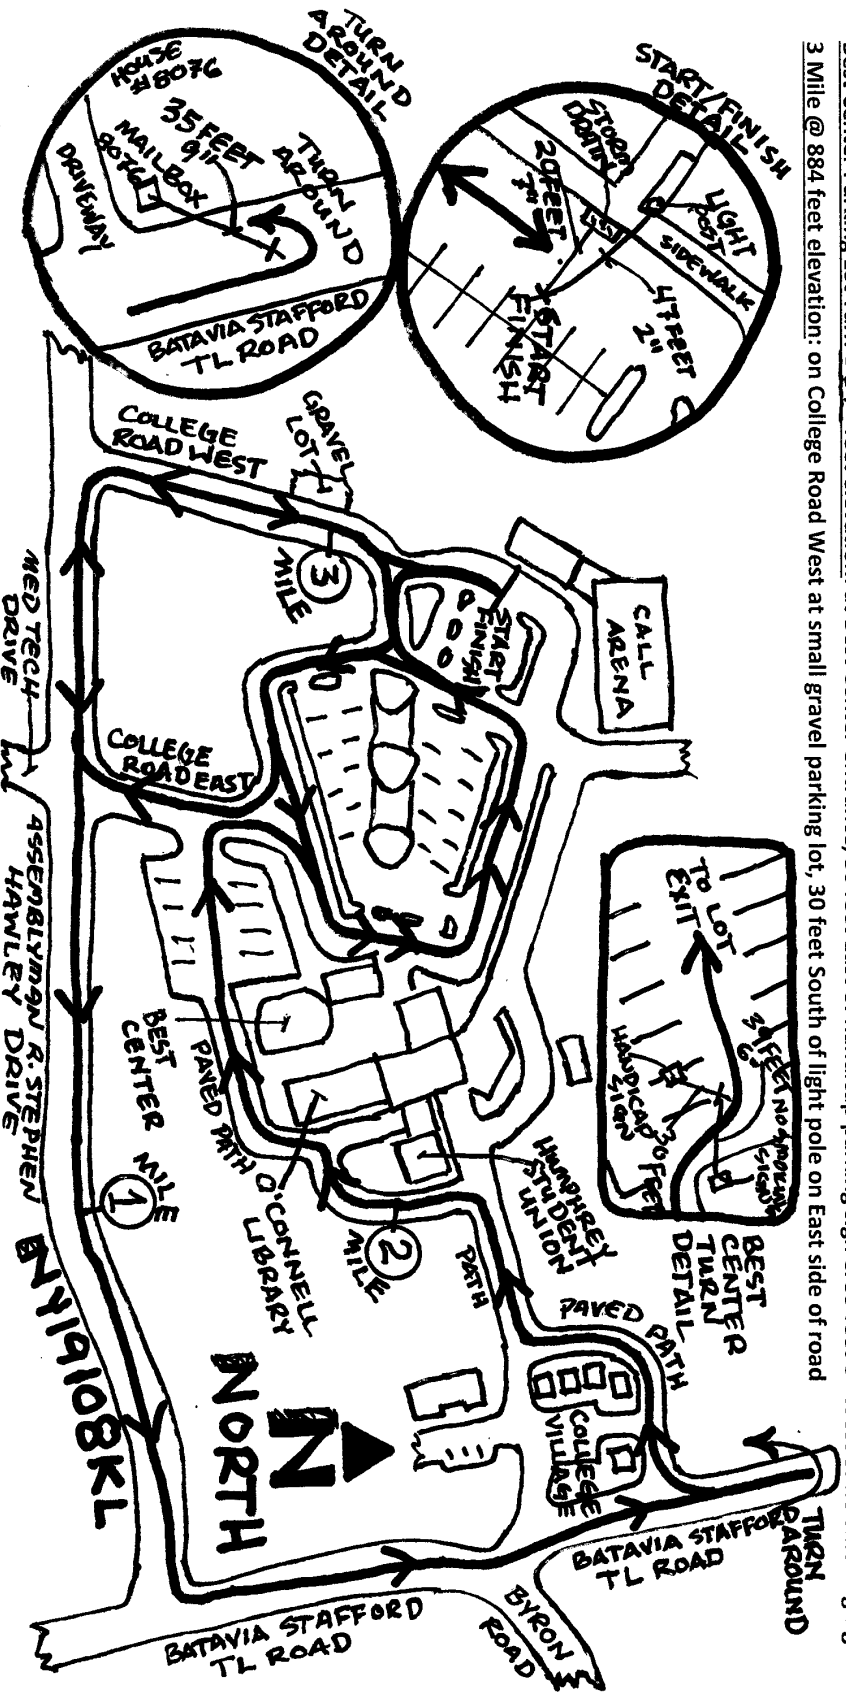 3 Mile @ 884 feet elevation: on College Road West at small gravel parking lot, 30 feet South of light pole on East side of road
START/FINISH
DETAIL
STORM
DRAIN
LIGHT
POST
SIDEWALK
20 FEET
7"
47 FEET
2"
START
FINISH
TURN
AROUND
DETAIL
HOUSE
#8076
35 FEET
9"
MAILBOX
8076
DRIVEWAY
TURN
AROUND
BATAVIA STAFFORD
TL ROAD
COLLEGE
ROAD WEST
GRAVEL
LOT
3
MILE
START
FINISH
CALL
ARENA
COLLEGE
ROAD EAST
MED TECH
DRIVE
ASSEMBLYMAN R. STEPHEN
HAWLEY DRIVE
TO LOT
EXIT
NO SMOKING
SIGN
HANDICAP
SIGN
30 FEET
BEST
CENTER
TURN
DETAIL
BEST
CENTER
PAVED PATH
O'CONNELL
LIBRARY
HUMPHREY
STUDENT
UNION
MILE
1
2
MILE
PATH
PAVED PATH
COLLEGE
VILLAGE
TURN
AROUND
BATAVIA STAFFORD
TL ROAD
BYRON
ROAD
BATAVIA STAFFORD
TL ROAD
N
NORTH
NY19108KL